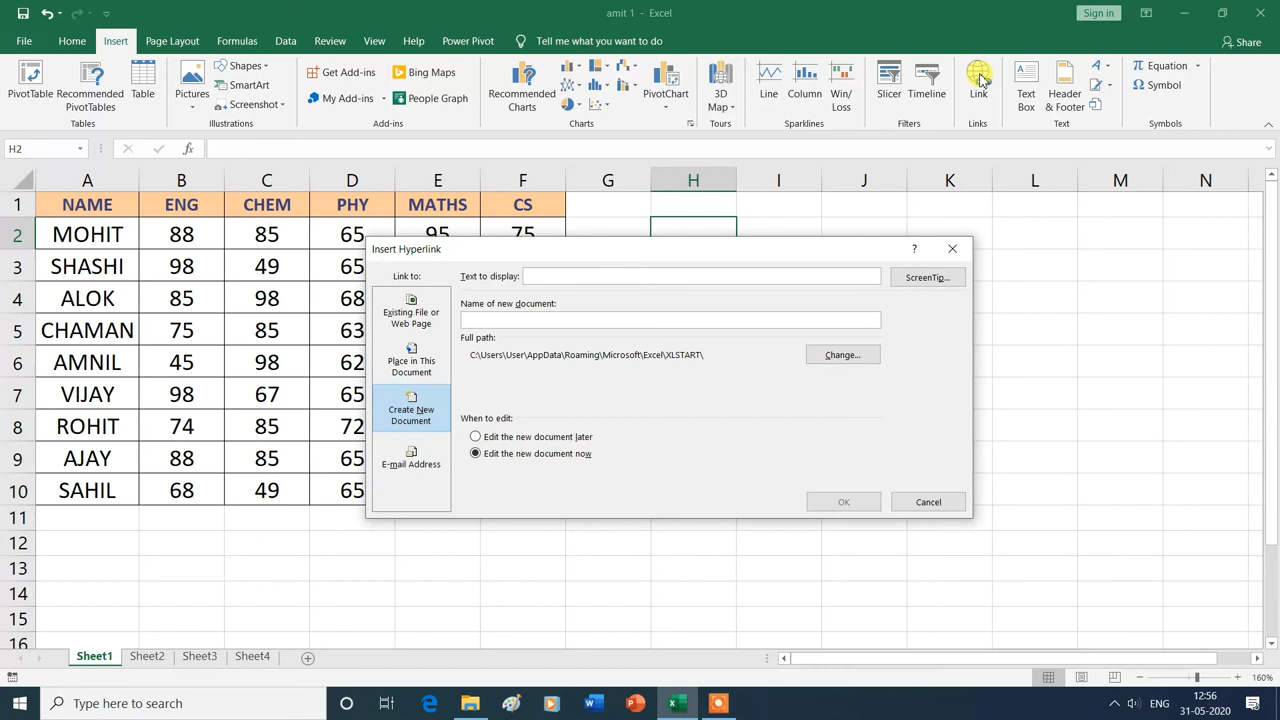 amit 1 - Excel
Sign in
File Home Insert Page Layout Formulas Data Review View Help Power Pivot Tell me what you want to do Share
PivotTable Recommended PivotTables Table Tables
Pictures Shapes SmartArt Screenshot Illustrations
Get Add-ins My Add-ins Bing Maps People Graph Add-ins
Recommended Charts PivotChart Charts
3D Map Tours
Line Column Win/Loss Sparklines
Slicer Timeline Filters
Link Links
Text Box Header & Footer Text
Equation Symbol Symbols
H2
A B C D E F G H I J K L M N
1 NAME ENG CHEM PHY MATHS CS
2 MOHIT 88 85 65 95 75
3 SHASHI 98 49 65
4 ALOK 85 98 68
5 CHAMAN 75 85 63
6 AMNIL 45 98 62
7 VIJAY 98 67 65
8 ROHIT 74 85 72
9 AJAY 88 85 65
10 SAHIL 68 49 65
11
12
13
14
15
16
Insert Hyperlink ?
Link to: Text to display: ScreenTip...
Existing File or Web Page
Place in This Document
Create New Document
E-mail Address
Name of new document:
Full path:
C:\Users\User\AppData\Roaming\Microsoft\Excel\XLSTART\ Change...
When to edit:
Edit the new document later
Edit the new document now
OK Cancel
Sheet1 Sheet2 Sheet3 Sheet4
160%
Type here to search
ENG
12:56
31-05-2020